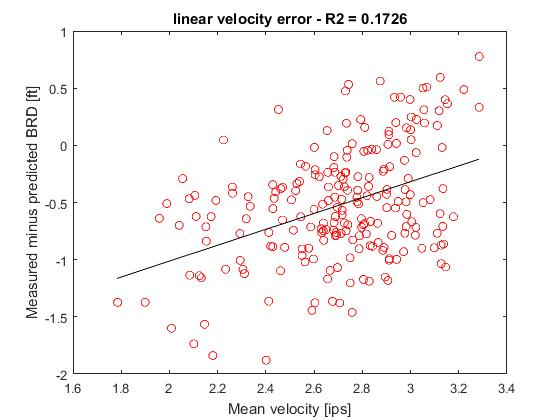 linear velocity error - R2 = 0.1726
Measured minus predicted BRD [ft]
1
0.5
0
-0.5
-1
-1.5
-2
1.6 1.8 2 2.2 2.4 2.6 2.8 3 3.2 3.4
Mean velocity [ips]